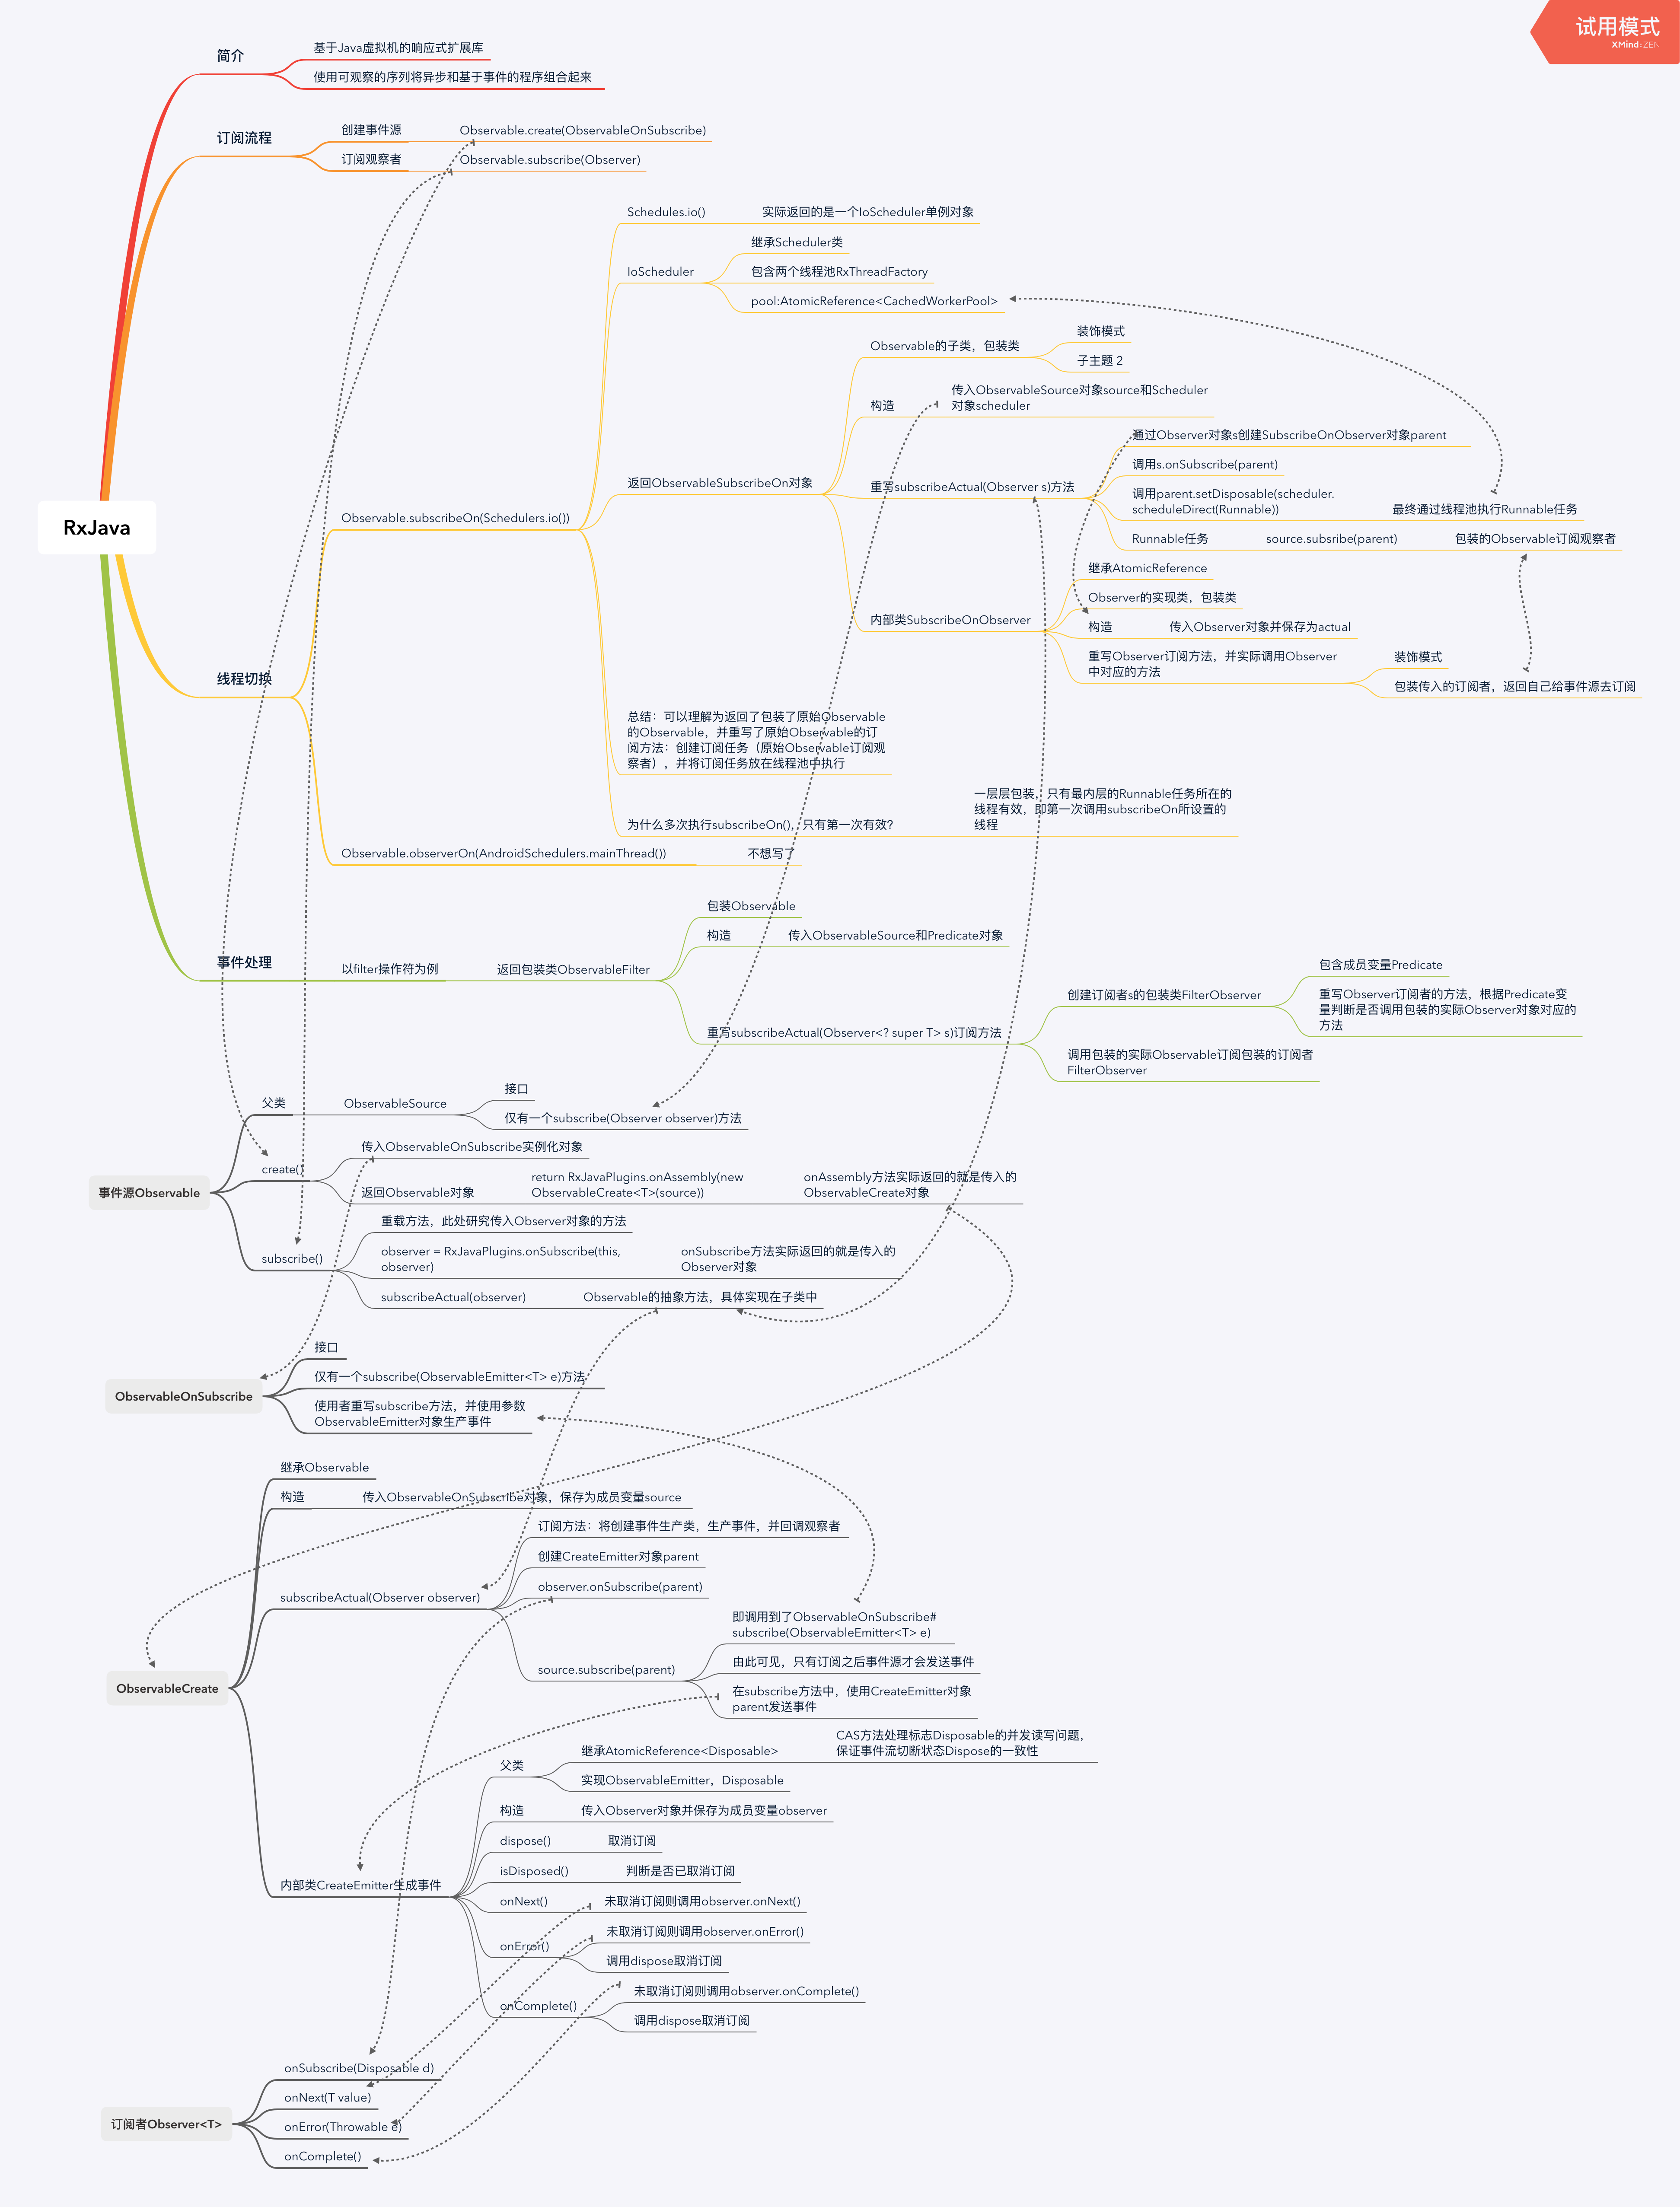 试用模式
XMind:ZEN
RxJava
简介
基于Java虚拟机的响应式扩展库
使用可观察的序列将异步和基于事件的程序组合起来
订阅流程
创建事件源
Observable.create(ObservableOnSubscribe)
订阅观察者
Observable.subscribe(Observer)
线程切换
Observable.subscribeOn(Schedulers.io())
Schedules.io()
实际返回的是一个IoScheduler单例对象
IoScheduler
继承Scheduler类
包含两个线程池RxThreadFactory
pool:AtomicReference<CachedWorkerPool>
返回ObservableSubscribeOn对象
Observable的子类，包装类
装饰模式
子主题 2
构造
传入ObservableSource对象source和Scheduler
对象scheduler
重写subscribeActual(Observer s)方法
通过Observer对象s创建SubscribeOnObserver对象parent
调用s.onSubscribe(parent)
调用parent.setDisposable(scheduler.
scheduleDirect(Runnable))
最终通过线程池执行Runnable任务
Runnable任务
source.subsribe(parent)
包装的Observable订阅观察者
内部类SubscribeOnObserver
继承AtomicReference
Observer的实现类，包装类
构造
传入Observer对象并保存为actual
重写Observer订阅方法，并实际调用Observer
中对应的方法
装饰模式
包装传入的订阅者，返回自己给事件源去订阅
总结：可以理解为返回了包装了原始Observable
的Observable，并重写了原始Observable的订
阅方法：创建订阅任务（原始Observable订阅观
察者），并将订阅任务放在线程池中执行
为什么多次执行subscribeOn()，只有第一次有效？
一层层包装，只有最内层的Runnable任务所在的
线程有效，即第一次调用subscribeOn所设置的
线程
Observable.observerOn(AndroidSchedulers.mainThread())
不想写了
事件处理
以filter操作符为例
返回包装类ObservableFilter
包装Observable
构造
传入ObservableSource和Predicate对象
重写subscribeActual(Observer<? super T> s)订阅方法
创建订阅者s的包装类FilterObserver
包含成员变量Predicate
重写Observer订阅者的方法，根据Predicate变
量判断是否调用包装的实际Observer对象对应的
方法
调用包装的实际Observable订阅包装的订阅者
FilterObserver
事件源Observable
父类
ObservableSource
接口
仅有一个subscribe(Observer observer)方法
create()
传入ObservableOnSubscribe实例化对象
返回Observable对象
return RxJavaPlugins.onAssembly(new
ObservableCreate<T>(source))
onAssembly方法实际返回的就是传入的
ObservableCreate对象
subscribe()
重载方法，此处研究传入Observer对象的方法
observer = RxJavaPlugins.onSubscribe(this,
observer)
onSubscribe方法实际返回的就是传入的
Observer对象
subscribeActual(observer)
Observable的抽象方法，具体实现在子类中
ObservableOnSubscribe
接口
仅有一个subscribe(ObservableEmitter<T> e)方法
使用者重写subscribe方法，并使用参数
ObservableEmitter对象生产事件
ObservableCreate
继承Observable
构造
传入ObservableOnSubscribe对象，保存为成员变量source
subscribeActual(Observer observer)
订阅方法：将创建事件生产类，生产事件，并回调观察者
创建CreateEmitter对象parent
observer.onSubscribe(parent)
source.subscribe(parent)
即调用到了ObservableOnSubscribe#
subscribe(ObservableEmitter<T> e)
由此可见，只有订阅之后事件源才会发送事件
在subscribe方法中，使用CreateEmitter对象
parent发送事件
内部类CreateEmitter生成事件
父类
继承AtomicReference<Disposable>
CAS方法处理标志Disposable的并发读写问题，
保证事件流切断状态Dispose的一致性
实现ObservableEmitter，Disposable
构造
传入Observer对象并保存为成员变量observer
dispose()
取消订阅
isDisposed()
判断是否已取消订阅
onNext()
未取消订阅则调用observer.onNext()
onError()
未取消订阅则调用observer.onError()
调用dispose取消订阅
onComplete()
未取消订阅则调用observer.onComplete()
调用dispose取消订阅
订阅者Observer<T>
onSubscribe(Disposable d)
onNext(T value)
onError(Throwable e)
onComplete()